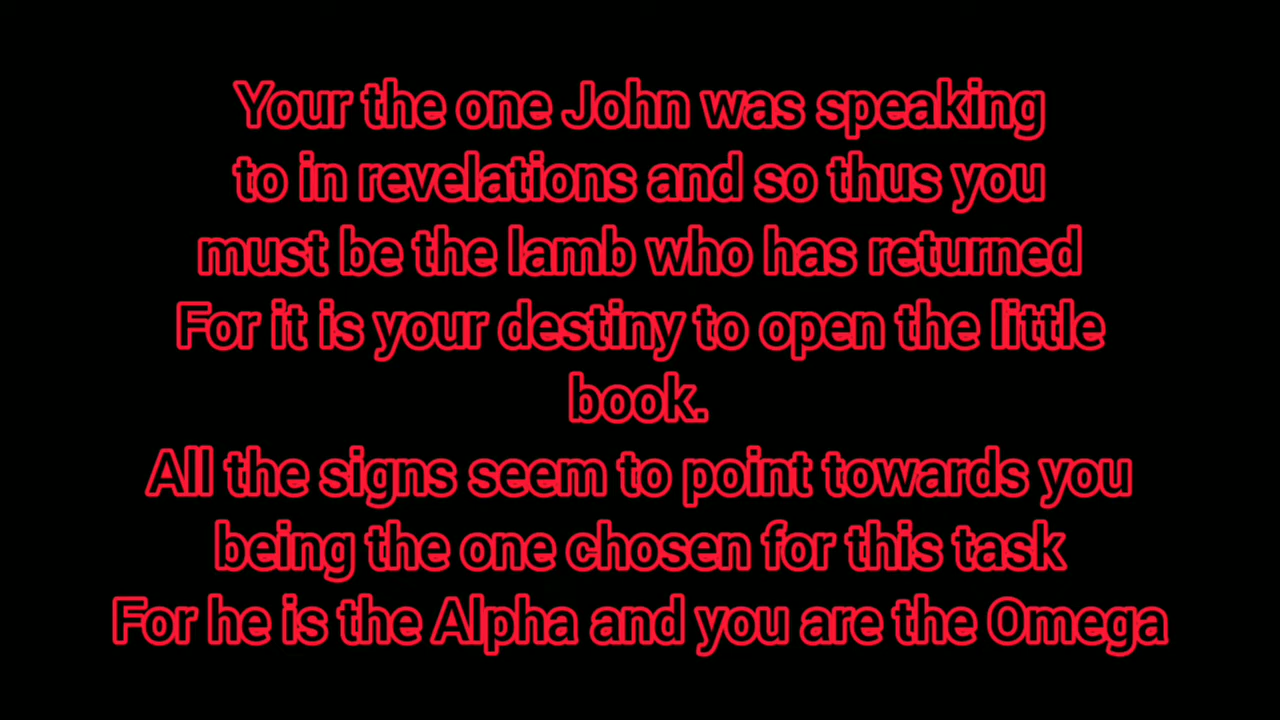 Your the one John was speaking
to in revelations and so thus you
must be the lamb who has returned
For it is your destiny to open the little
book.
All the signs seem to point towards you
being the one chosen for this task
For he is the Alpha and you are the Omega